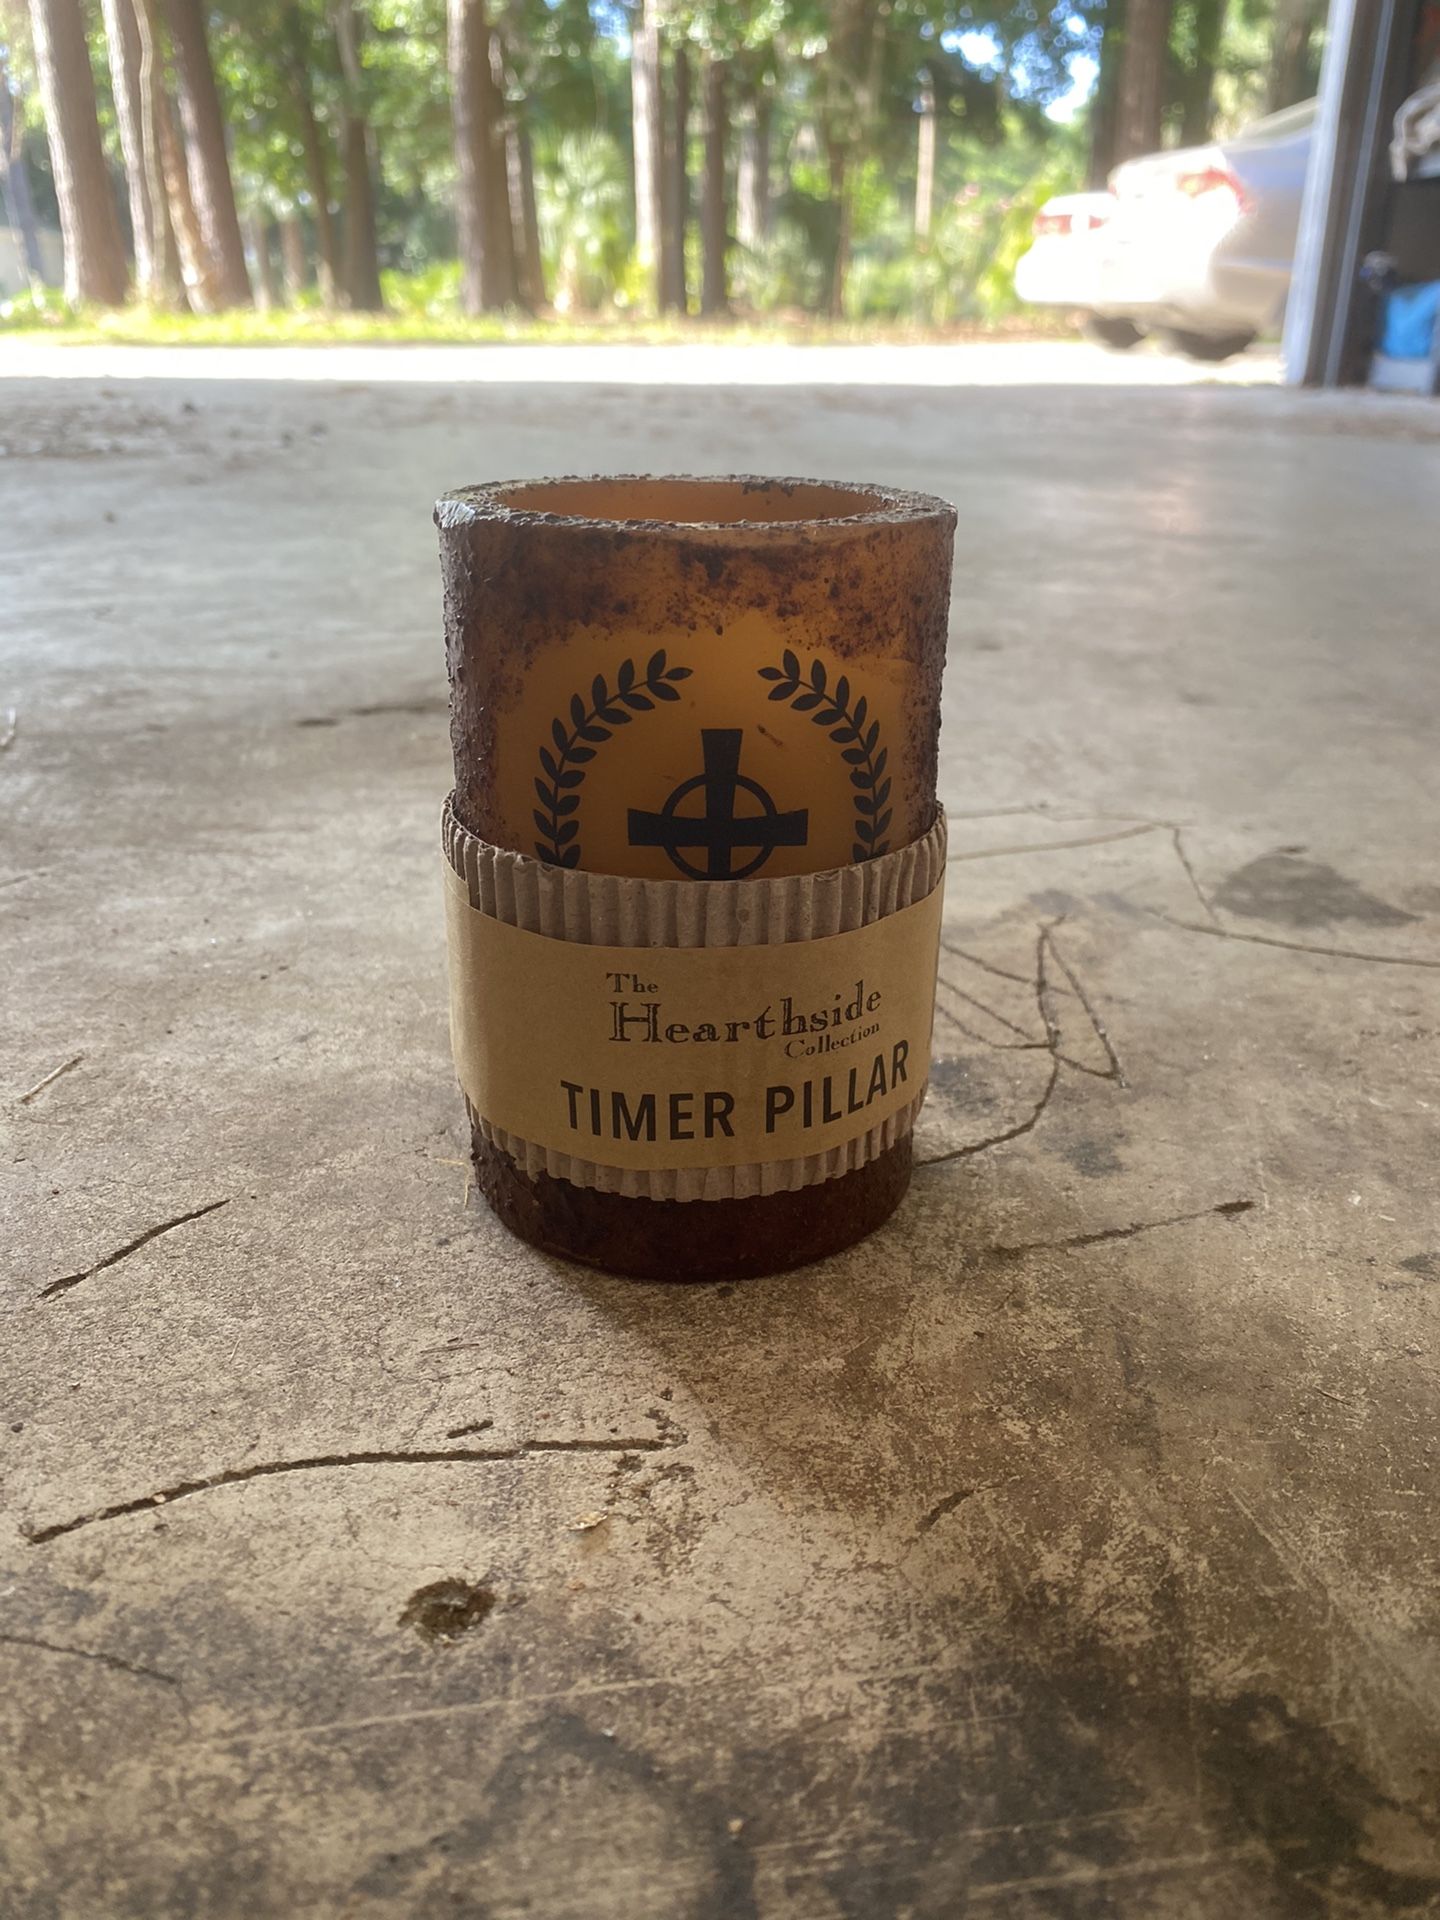 The
Hearthside
Collection
TIMER PILLAR